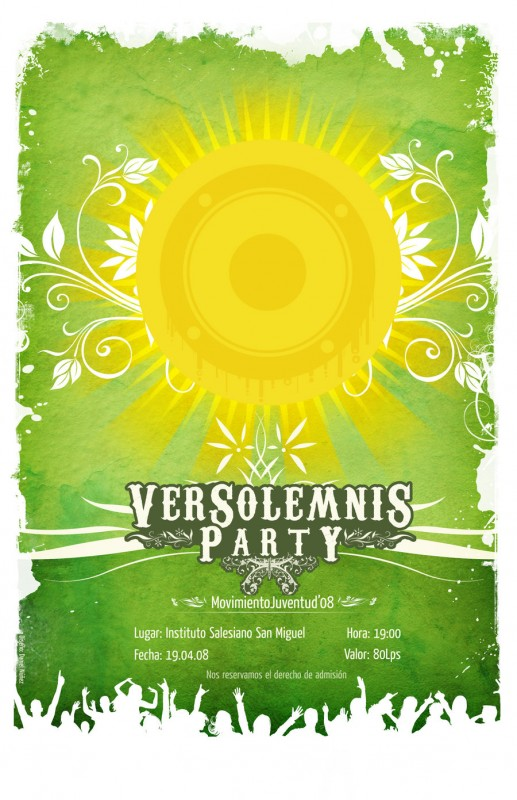 VERSOLEMNIS
PARTY
MovimientoJuventud'08
Lugar: Instituto Salesiano San Miguel
Hora: 19:00
Fecha: 19.04.08
Valor: 80Lps
Nos reservamos el derecho de admisión